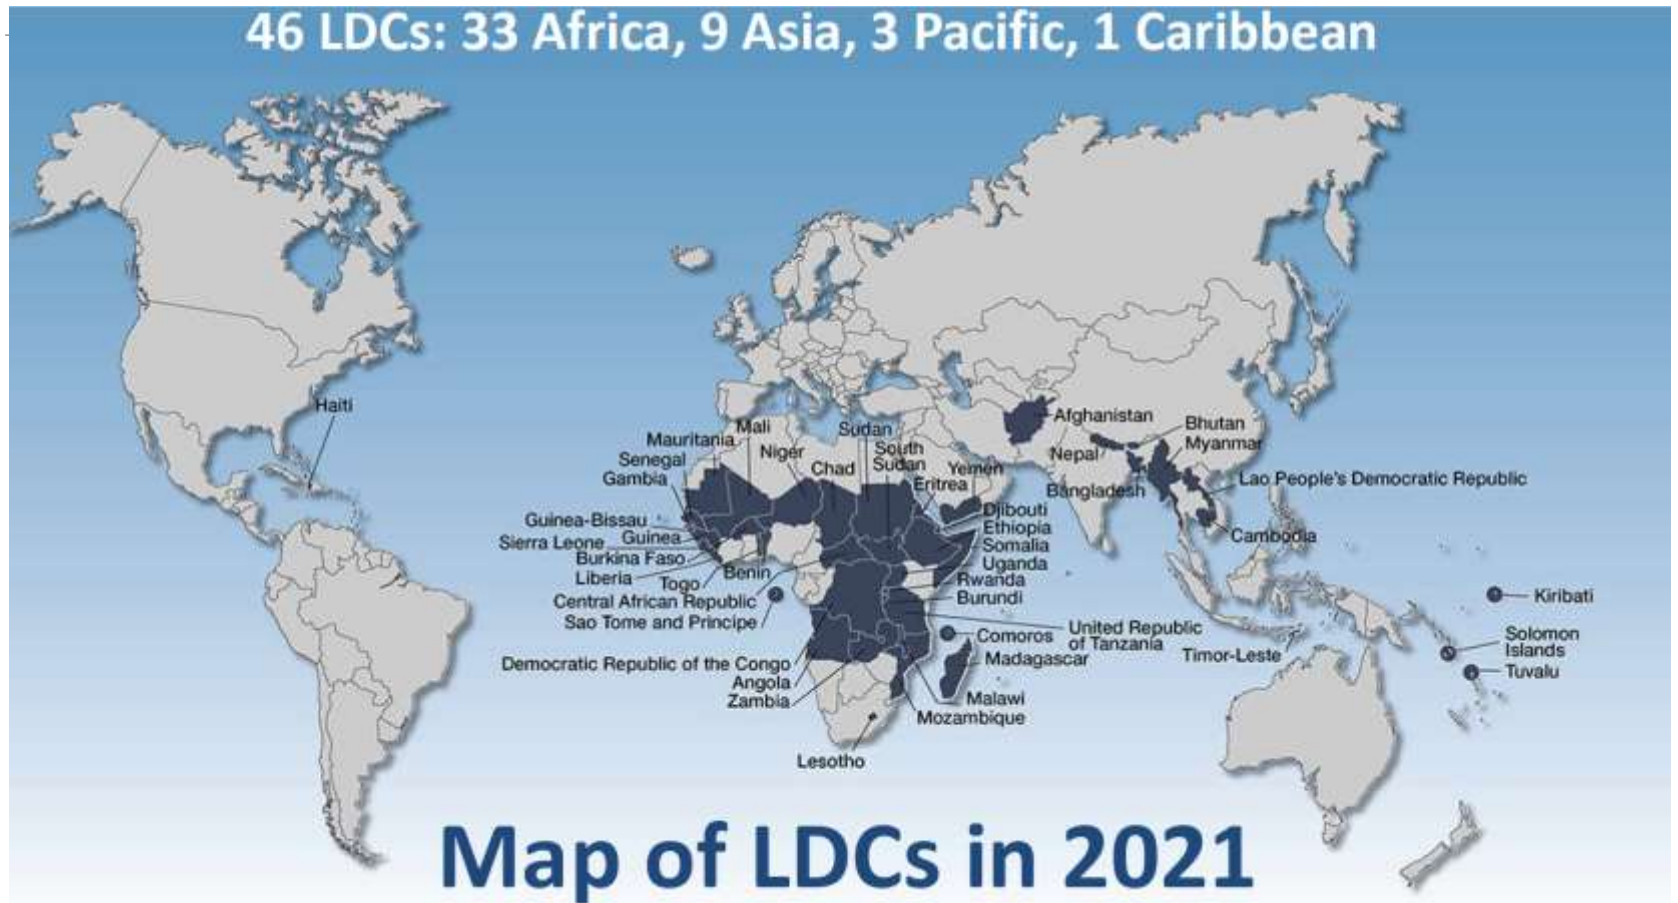 46 LDCs: 33 Africa, 9 Asia, 3 Pacific, 1 Caribbean
Haiti
Mali
Sudan
Mauritania
Niger
South
Sudan
Senegal
Chad
Yemen
Gambia
Eritrea
Afghanistan
Bhutan
Myanmar
Nepal
Lao People's Democratic Republic
Bangladesh
Cambodia
Djibouti
Ethiopia
Somalia
Uganda
Rwanda
Burundi
Guinea-Bissau
Guinea
Sierra Leone
Burkina Faso
Liberia
Togo
Benin
Central African Republic
Sao Tome and Principe
Kiribati
Solomon
Islands
Tuvalu
Timor-Leste
United Republic
of Tanzania
Comoros
Madagascar
Democratic Republic of the Congo
Angola
Zambia
Malawi
Mozambique
Lesotho
Map of LDCs in 2021